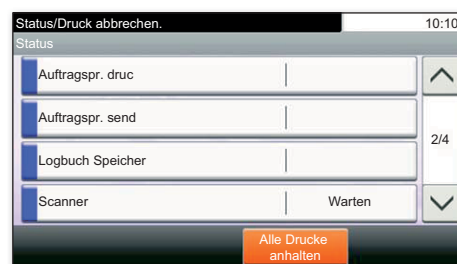 Status/Druck abbrechen.
10:10
Status
Auftragspr. druc
Auftragspr. send
2/4
Logbuch Speicher
Scanner
Warten
Alle Drucke
anhalten